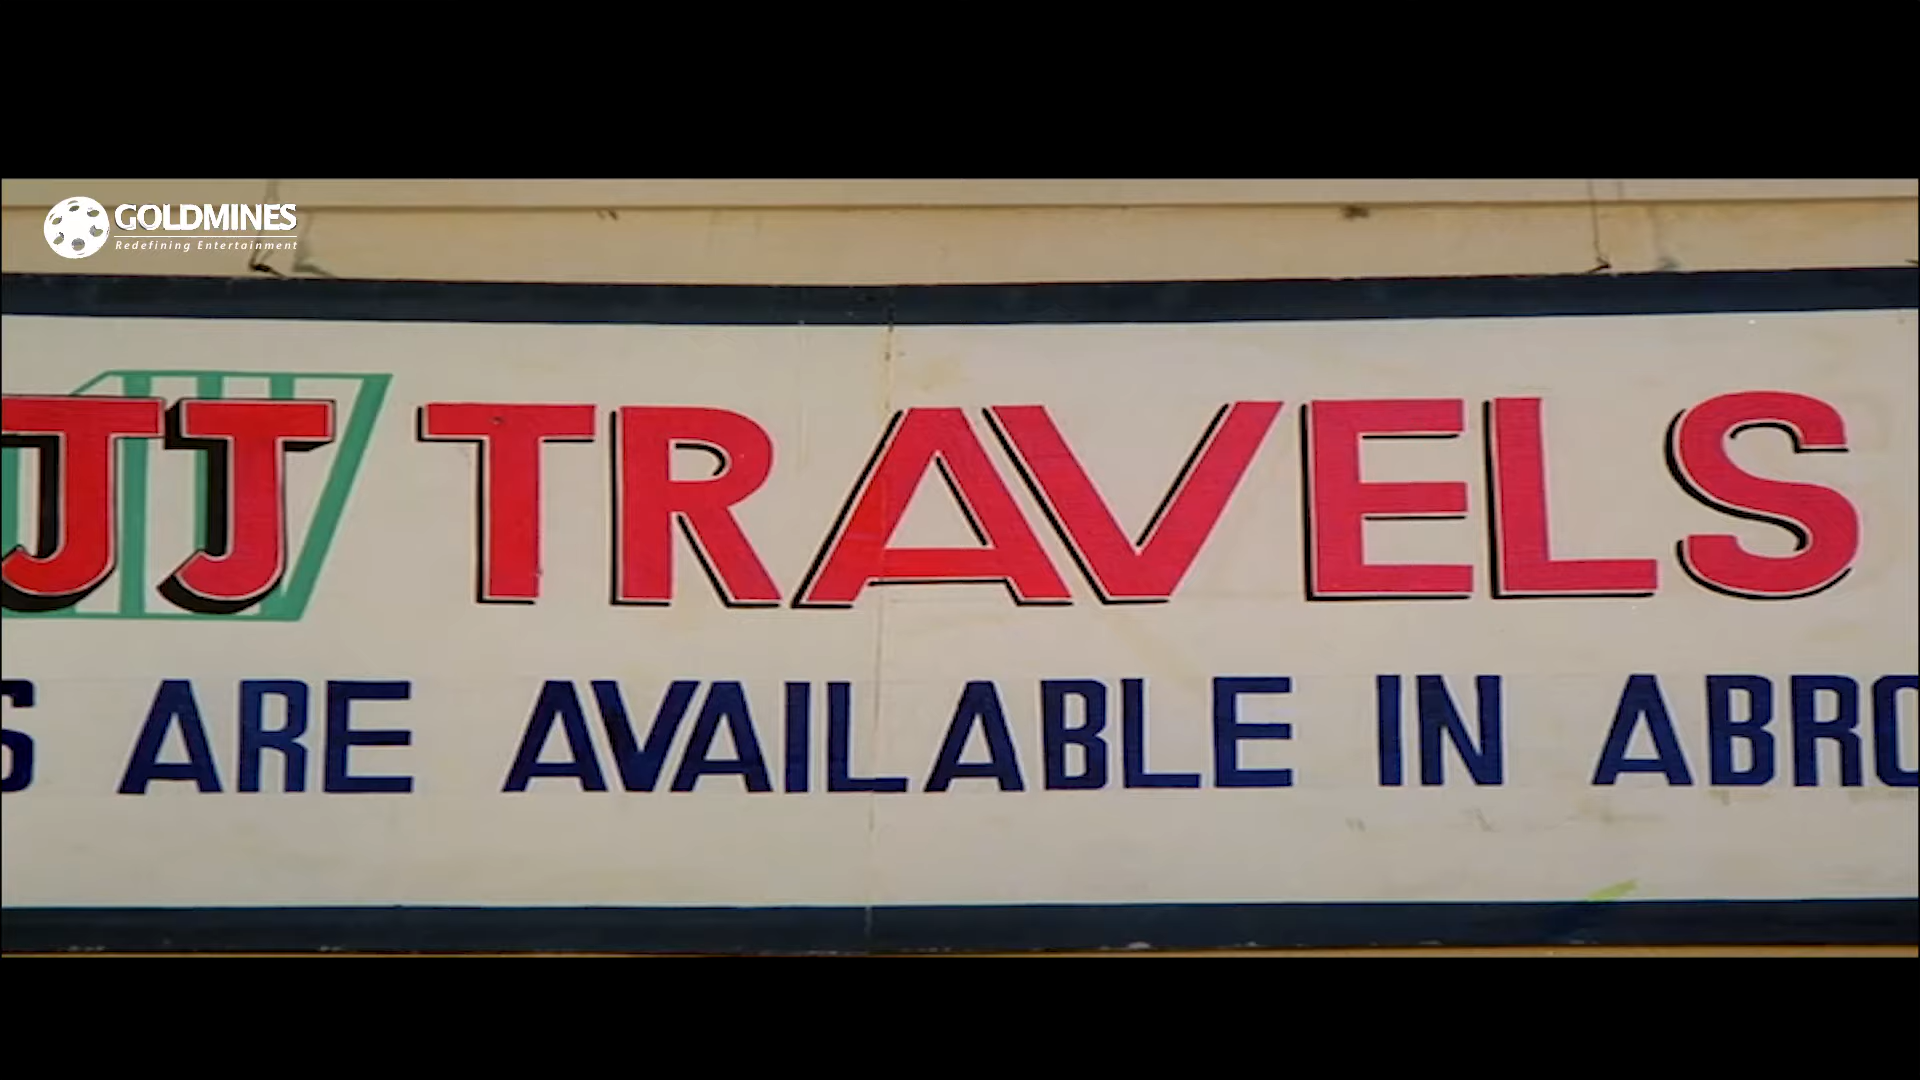 GOLDMINES
Redefining Entertainment
JJ TRAVELS
ARE AVAILABLE IN